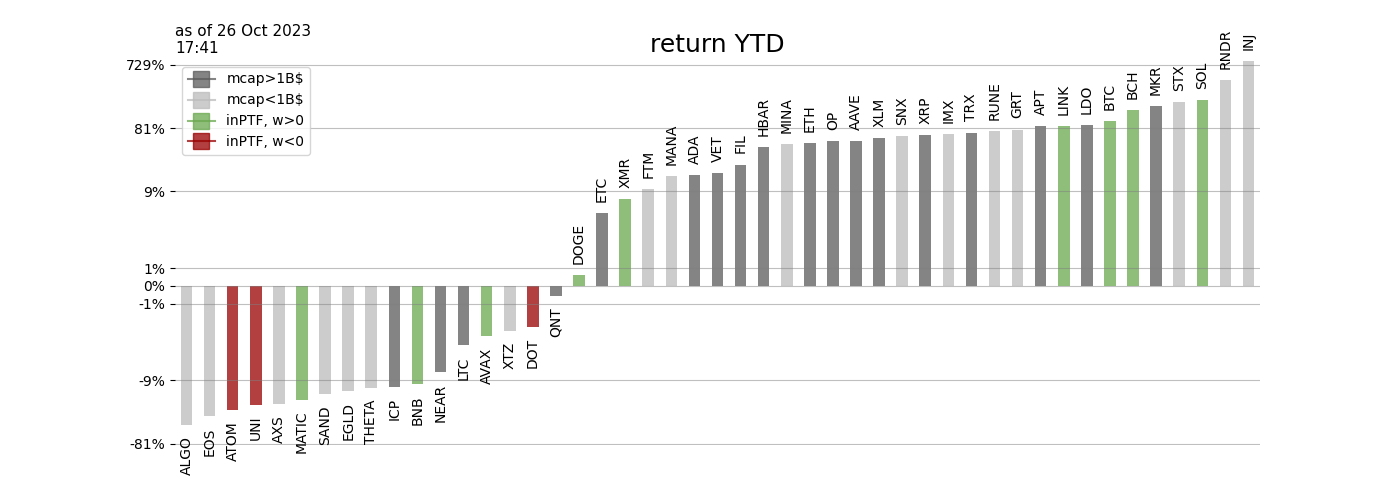 as of 26 Oct 2023
17:41
return YTD
mcap>1B$
mcap<1B$
inPTF, w>0
inPTF, w<0
729%
81%
9%
1%
0%
-1%
-9%
-81%
ALGO
EOS
ATOM
UNI
AXS
MATIC
SAND
EGLD
THETA
ICP
BNB
NEAR
LTC
AVAX
XTZ
DOT
QNT
DOGE
ETC
XMR
FTM
MANA
ADA
VET
FIL
HBAR
MINA
ETH
OP
AAVE
XLM
SNX
XRP
IMX
TRX
RUNE
GRT
APT
LINK
LDO
BTC
BCH
MKR
STX
SOL
RNDR
INJ